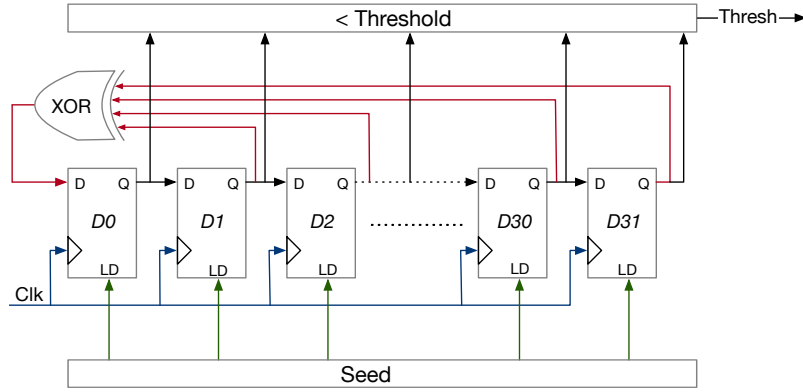 < Threshold
Thresh
XOR
D Q D Q D Q D Q D Q
D0 D1 D2 D30 D31
LD LD LD LD LD
Clk
Seed